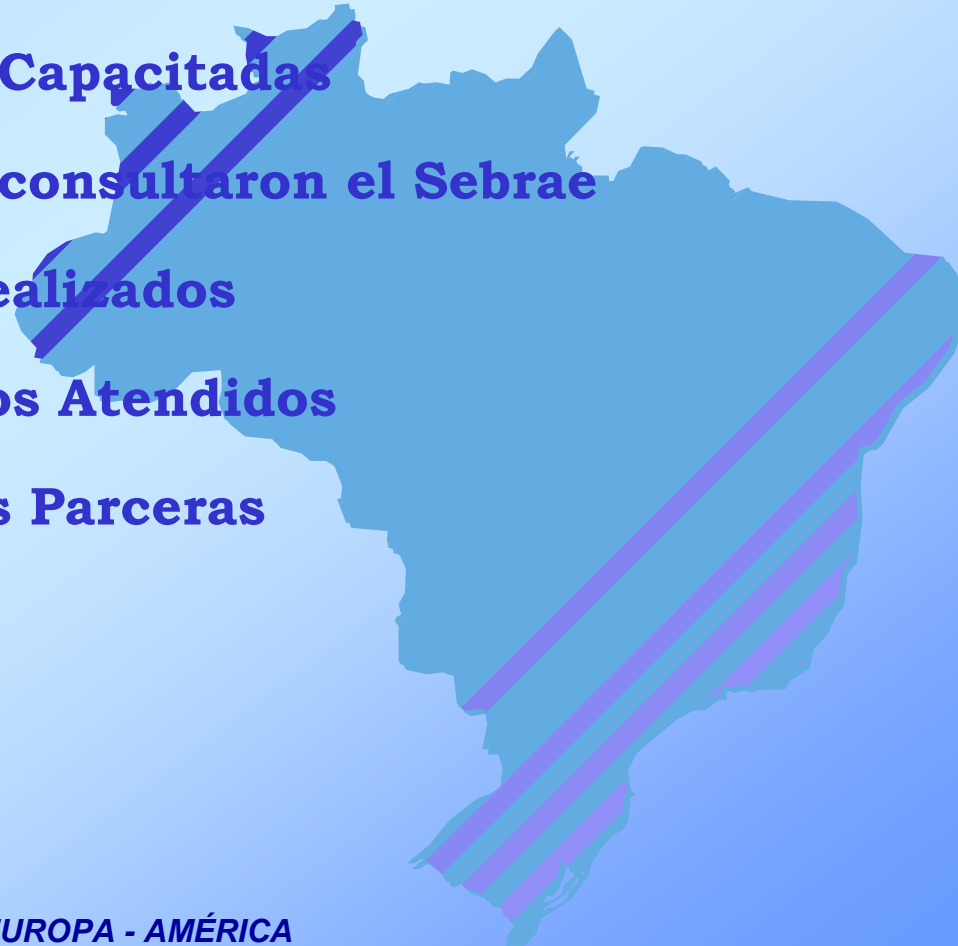 Capacitadas
consultaron el Sebrae
ealizados
os Atendidos
s Parceras
UROPA - AMÉRICA